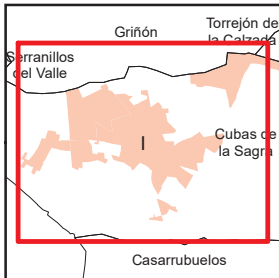 Torrejón de
la Calzada
Griñón
Serranillos
del Valle
Cubas de
la Sagra
I
Casarrubuelos